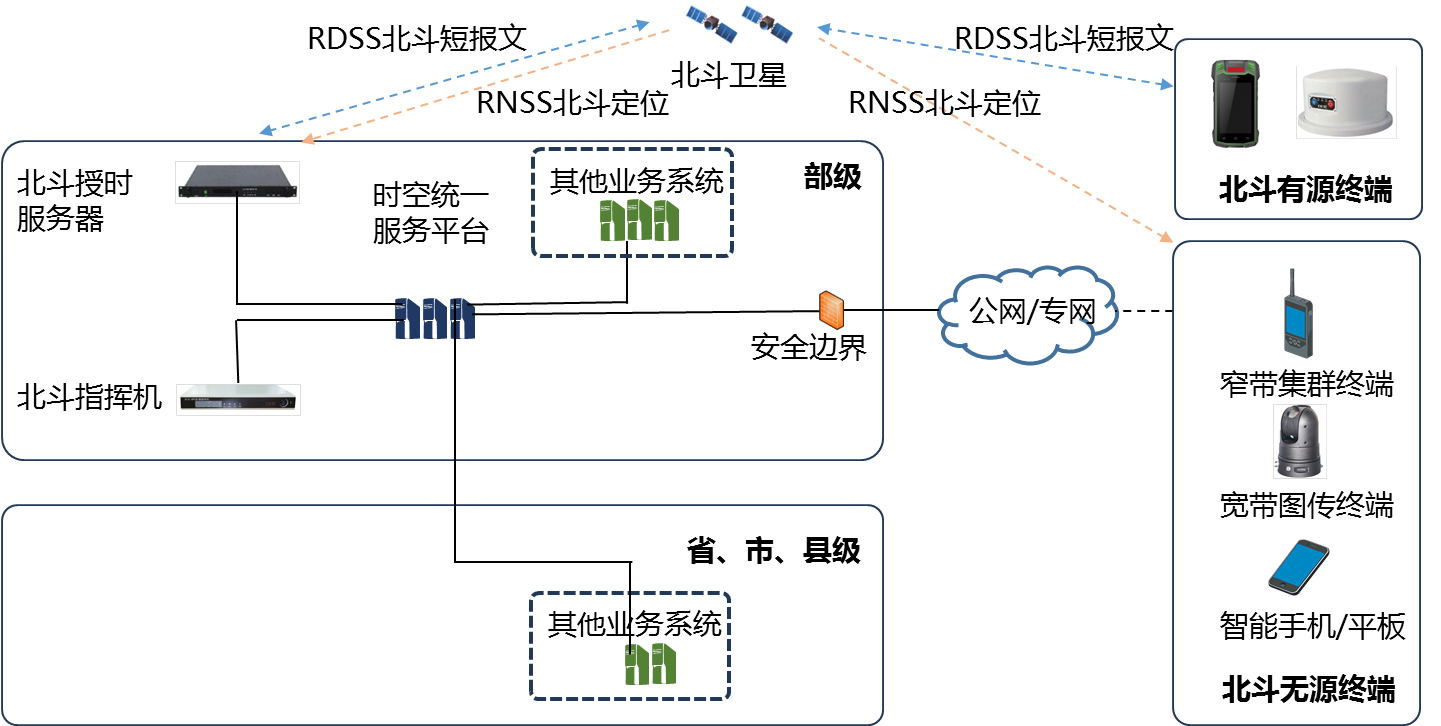 RDSS北斗短报文
RDSS北斗短报文
北斗卫星
RNSS北斗定位
RNSS北斗定位
北斗有源终端
部级
北斗授时
服务器
时空统一
服务平台
其他业务系统
安全边界
公网/专网
北斗指挥机
窄带集群终端
宽带图传终端
智能手机/平板
北斗无源终端
省、市、县级
其他业务系统